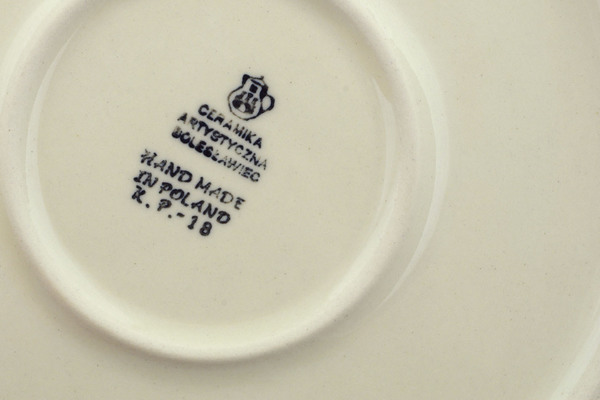 CERAMIKA
ARTYSTYCZNA
BOLESŁAWIEC
HAND MADE
IN POLAND
K. P.-18